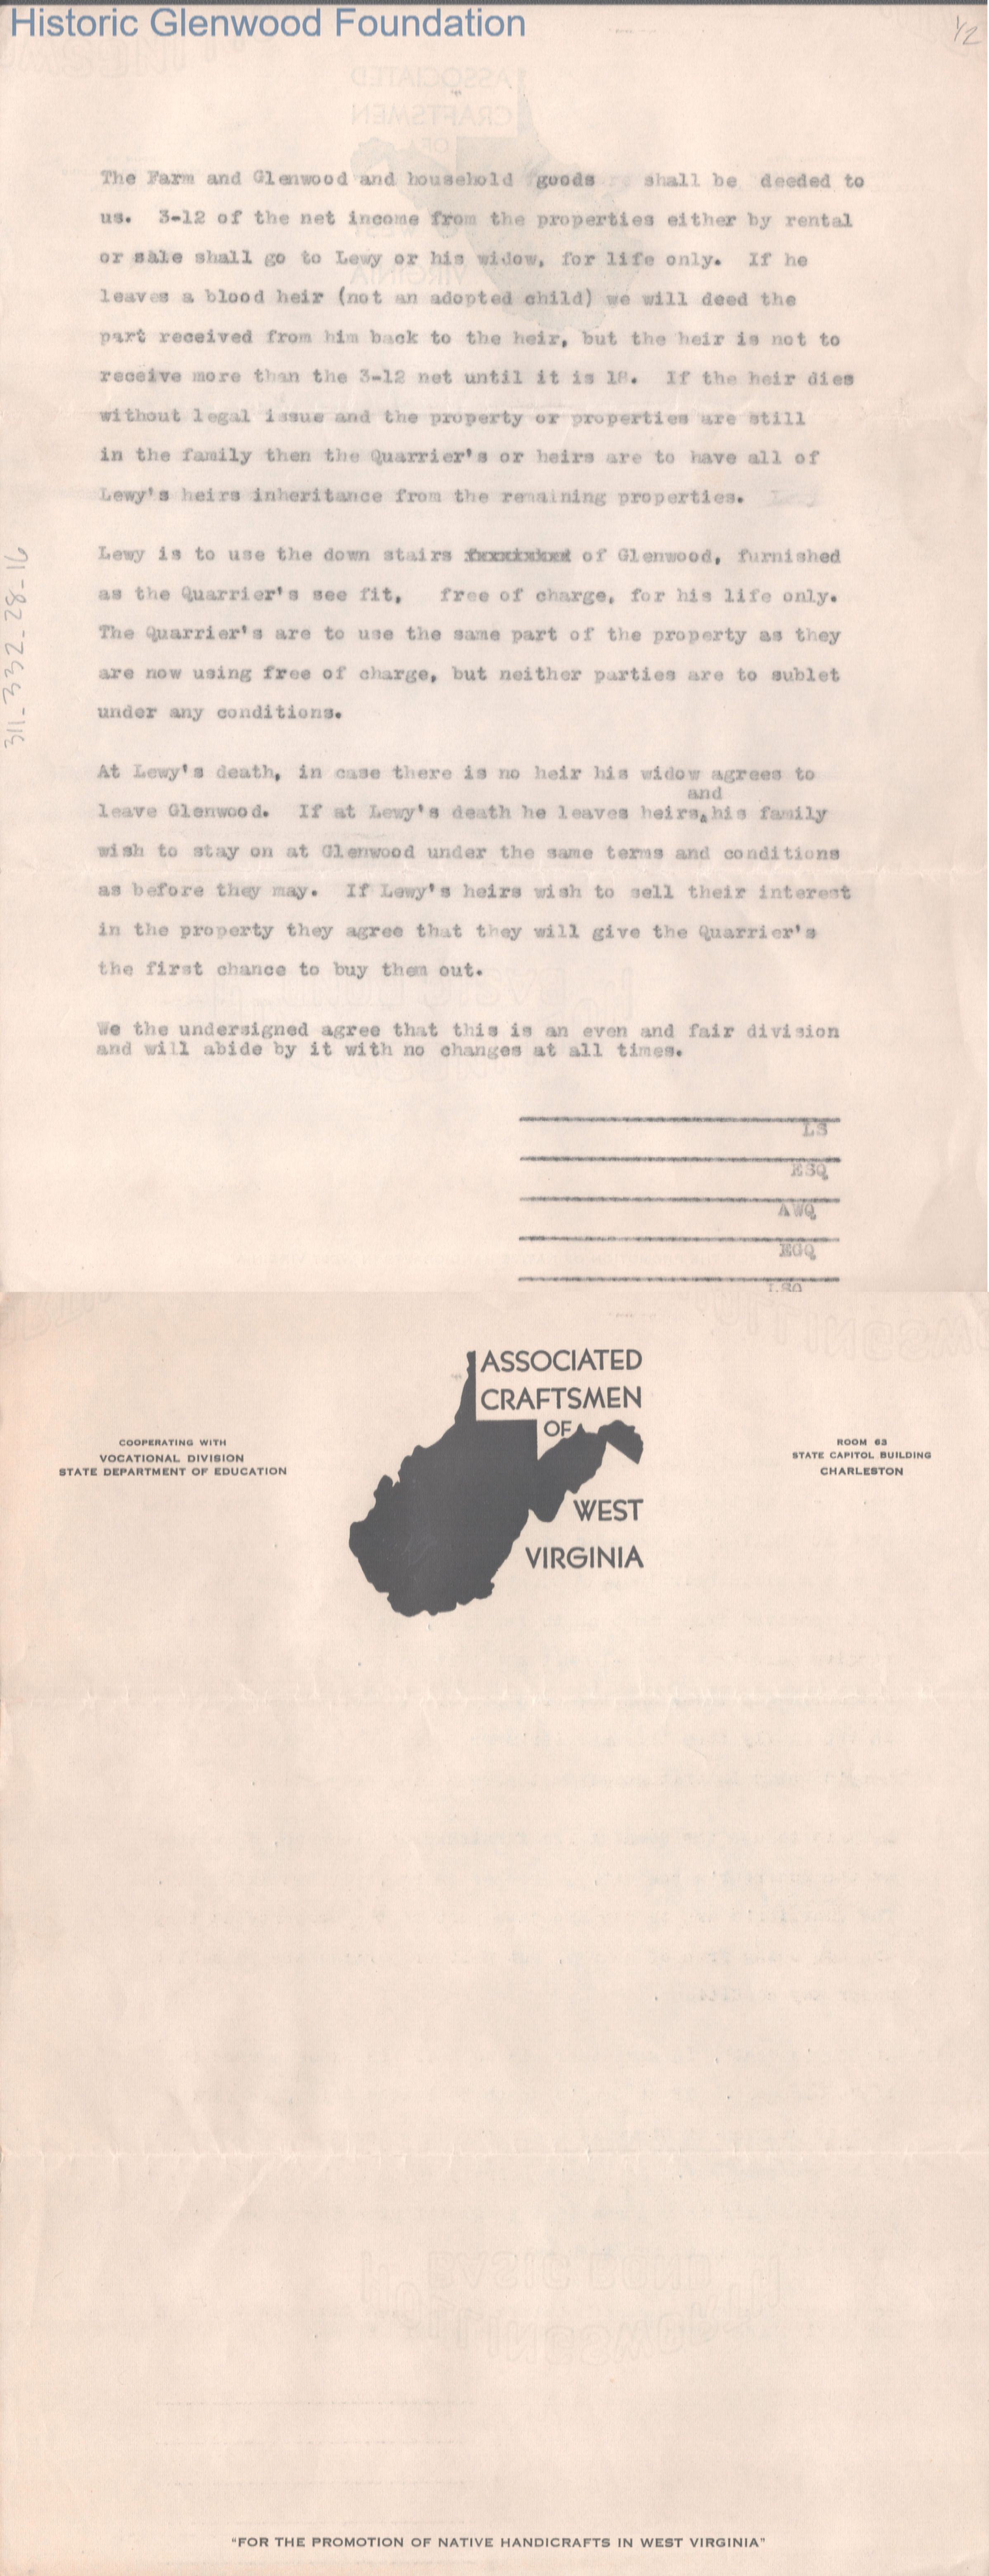 Historic Glenwood Foundation
1/2
The Farm and Glenwood and household goods shall be deeded to
us. 3-12 of the net income from the properties either by rental
or sale shall go to Lewy or his widow, for life only. If he
leaves a blood heir (not an adopted child) we will deed the
part received from him back to the heir, but the heir is not to
receive more than the 3-12 net until it is 18. If the heir dies
without legal issue and the property or properties are still
in the family then the Quarrier's or heirs are to have all of
Lewy's heirs inheritance from the remaining properties.
Lewy is to use the down stairs of Glenwood, furnished
as the Quarrier's see fit, free of charge, for his life only.
The Quarrier's are to use the same part of the property as they
are now using free of charge, but neither parties are to sublet
under any conditions.
At Lewy's death, in case there is no heir his widow agrees to
and
leave Glenwood. If at Lewy's death he leaves heirs, his family
wish to stay on at Glenwood under the same terms and conditions
as before they may. If Lewy's heirs wish to sell their interest
in the property they agree that they will give the Quarrier's
the first chance to buy them out.
We the undersigned agree that this is an even and fair division
and will abide by it with no changes at all times.
LS
ESQ
AWQ
EGQ
LSQ
311-332-28-16
ASSOCIATED
CRAFTSMEN
OF
WEST
VIRGINIA
COOPERATING WITH
VOCATIONAL DIVISION
STATE DEPARTMENT OF EDUCATION
ROOM 63
STATE CAPITOL BUILDING
CHARLESTON
"FOR THE PROMOTION OF NATIVE HANDICRAFTS IN WEST VIRGINIA"